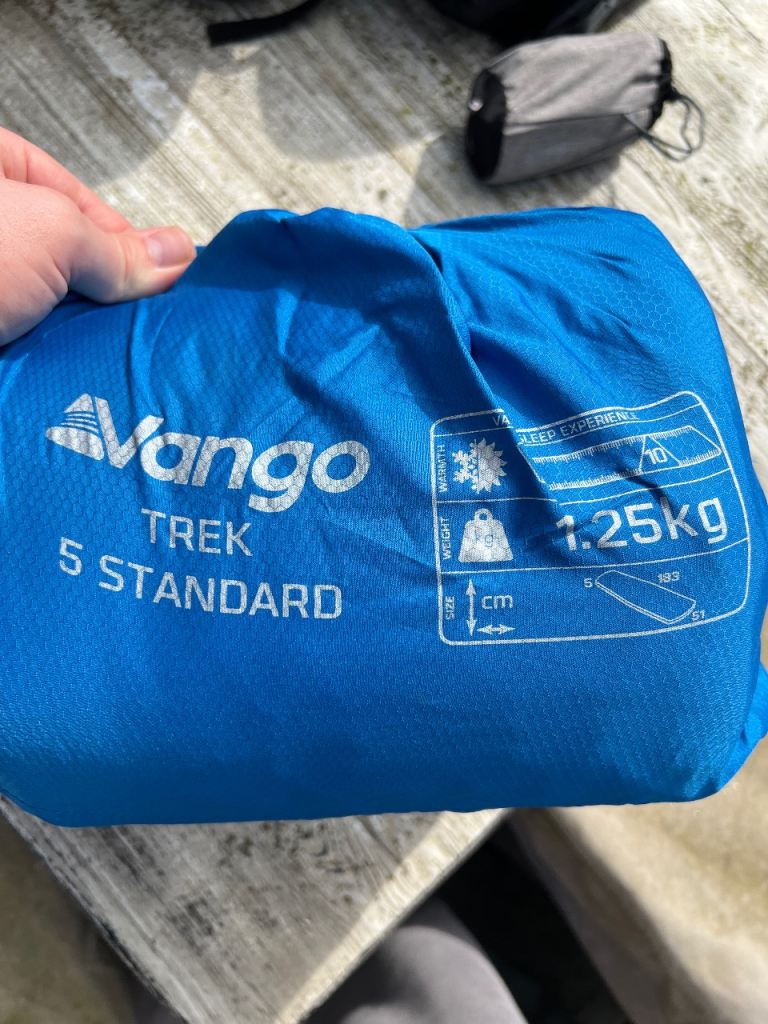 Vango
TREK
5 STANDARD
SLEEP EXPERIENCE
WARMTH
10
WEIGHT
kg
1.25kg
SIZE
cm
5
183
51